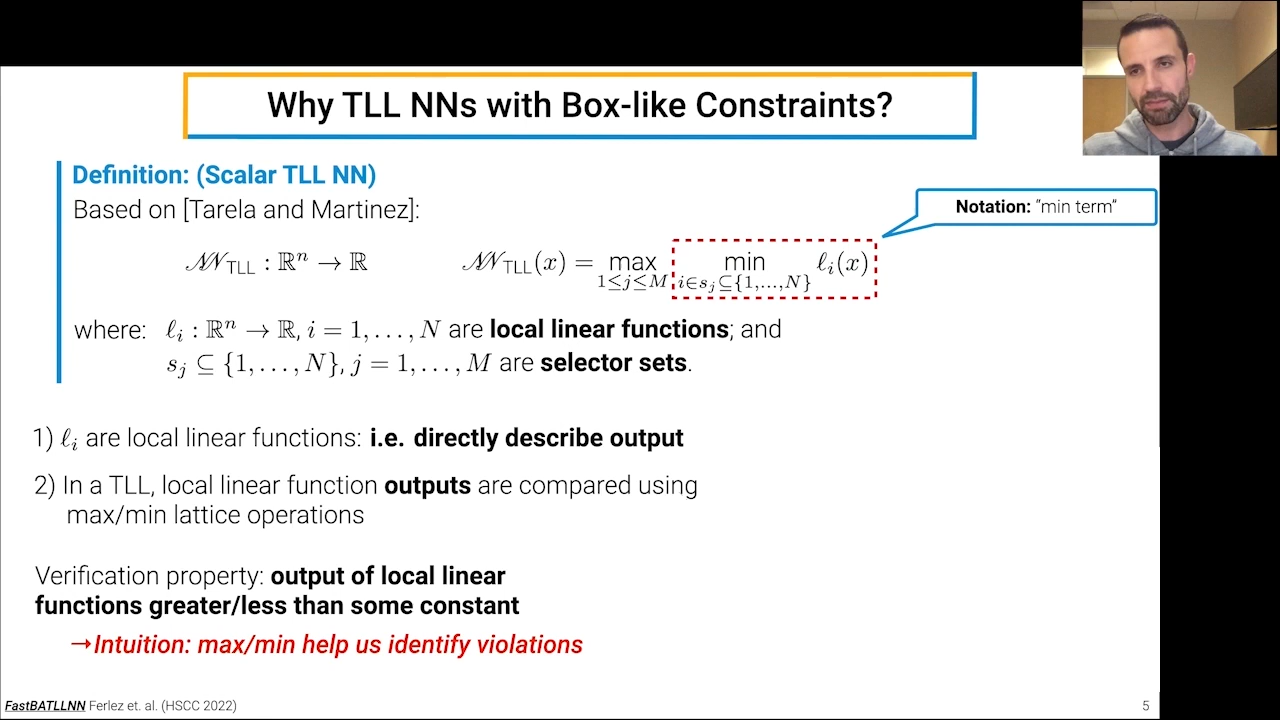 Why TLL NNs with Box-like Constraints?
Definition: (Scalar TLL NN)
Based on [Tarela and Martinez]:
Notation: "min term"
𝒩𝒩_TLL : ℝⁿ → ℝ
𝒩𝒩_TLL(x) = max_{1≤j≤M} min_{i∈s_j⊆{1,...,N}} ℓ_i(x)
where: ℓ_i : ℝⁿ → ℝ, i = 1, . . . , N are local linear functions; and
s_j ⊆ {1, . . . , N}, j = 1, . . . , M are selector sets.
1) ℓ_i are local linear functions: i.e. directly describe output
2) In a TLL, local linear function outputs are compared using
max/min lattice operations
Verification property: output of local linear
functions greater/less than some constant
→Intuition: max/min help us identify violations
FastBATLLNN Ferlez et. al. (HSCC 2022)
5